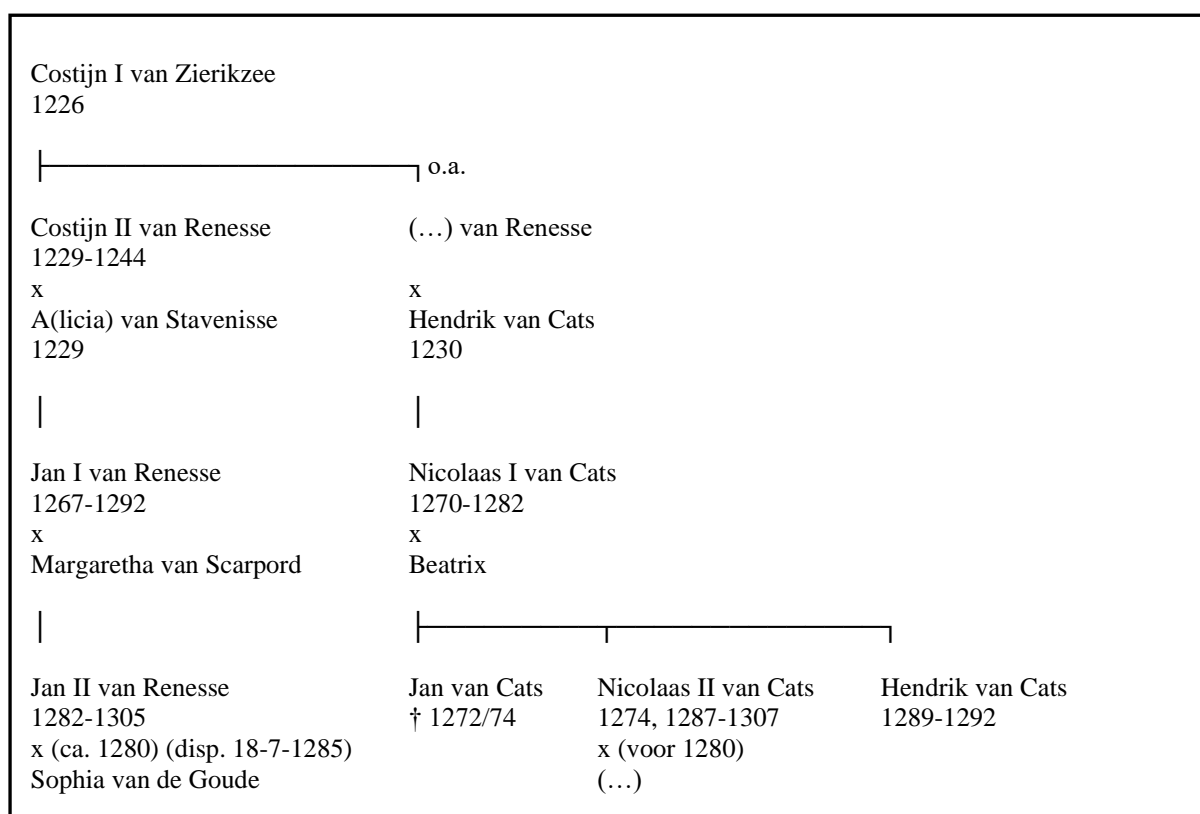 Costijn I van Zierikzee
1226
o.a.
Costijn II van Renesse (…) van Renesse
1229-1244
x x
A(licia) van Stavenisse Hendrik van Cats
1229 1230
Jan I van Renesse Nicolaas I van Cats
1267-1292 1270-1282
x x
Margaretha van Scarpord Beatrix
Jan II van Renesse Jan van Cats Nicolaas II van Cats Hendrik van Cats
1282-1305 † 1272/74 1274, 1287-1307 1289-1292
x (ca. 1280) (disp. 18-7-1285) x (voor 1280)
Sophia van de Goude (…)